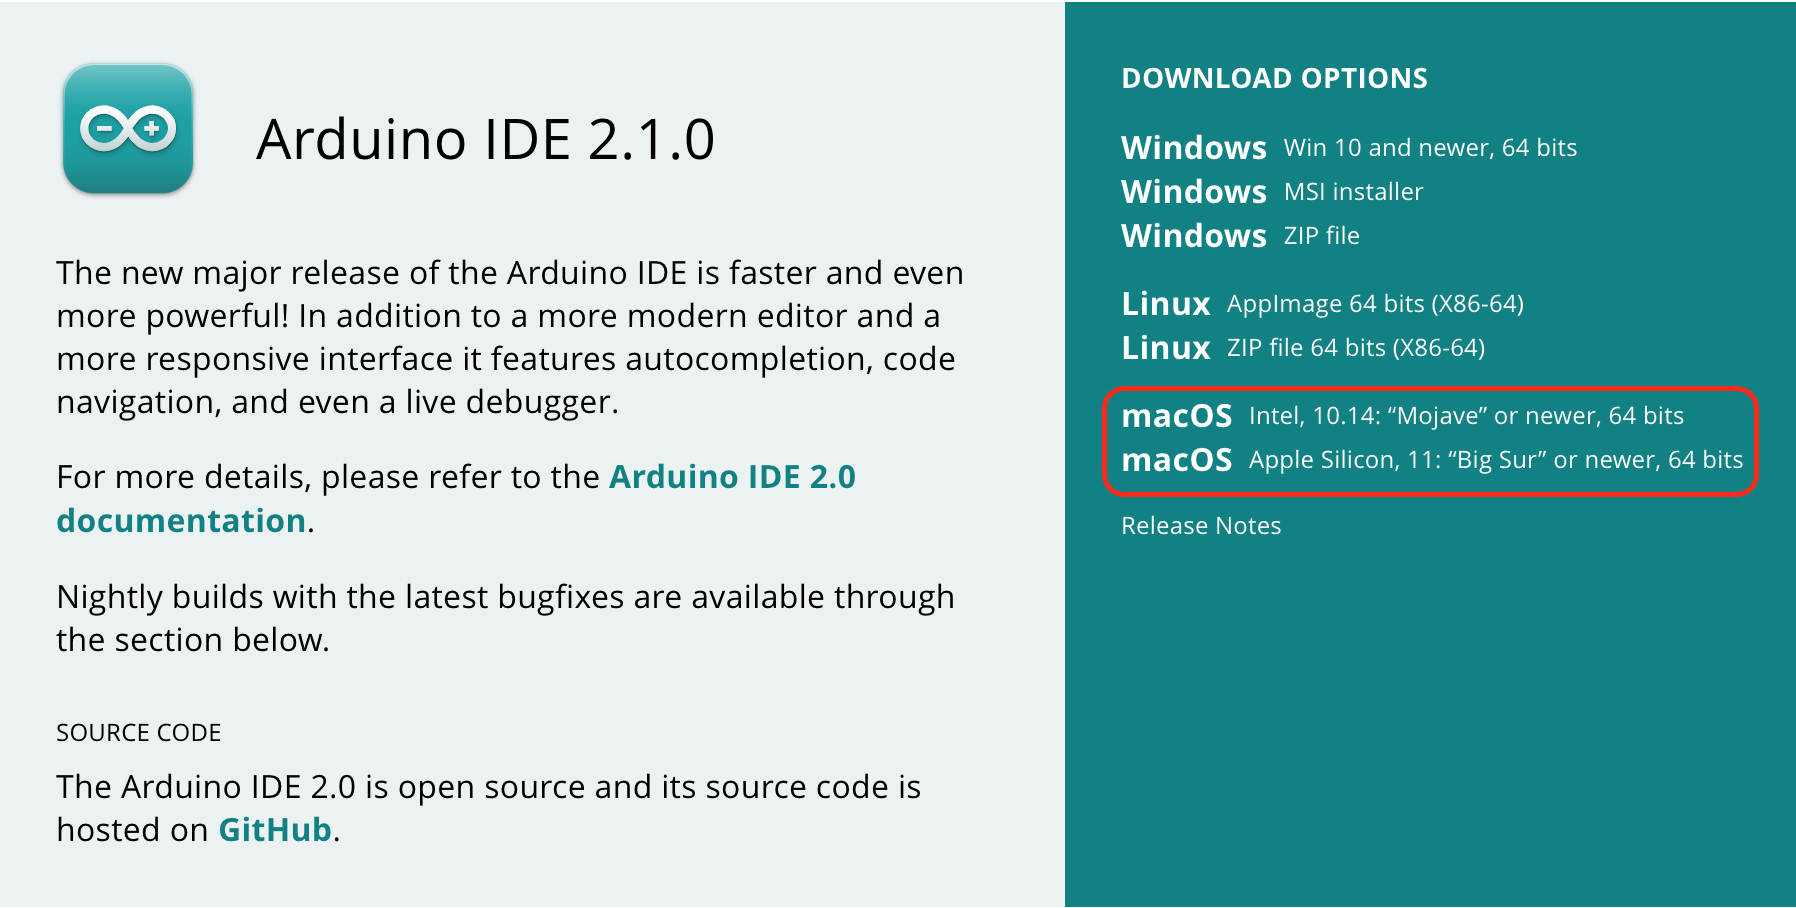 Arduino IDE 2.1.0
The new major release of the Arduino IDE is faster and even
more powerful! In addition to a more modern editor and a
more responsive interface it features autocompletion, code
navigation, and even a live debugger.
For more details, please refer to the Arduino IDE 2.0
documentation.
Nightly builds with the latest bugfixes are available through
the section below.
SOURCE CODE
The Arduino IDE 2.0 is open source and its source code is
hosted on GitHub.
DOWNLOAD OPTIONS
Windows Win 10 and newer, 64 bits
Windows MSI installer
Windows ZIP file
Linux AppImage 64 bits (X86-64)
Linux ZIP file 64 bits (X86-64)
macOS Intel, 10.14: “Mojave” or newer, 64 bits
macOS Apple Silicon, 11: “Big Sur” or newer, 64 bits
Release Notes